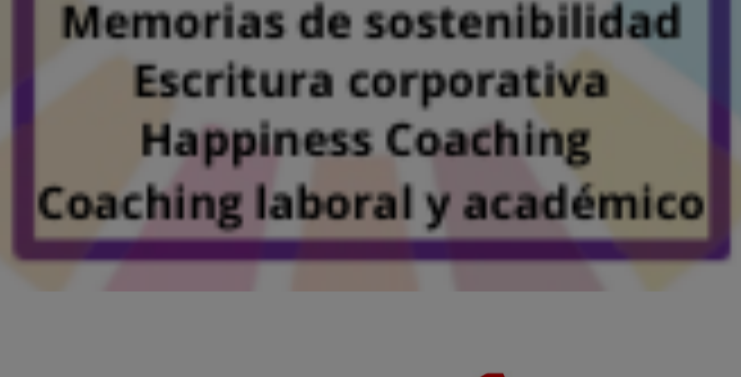 Memorias de sostenibilidad
Escritura corporativa
Happiness Coaching
Coaching laboral y académico